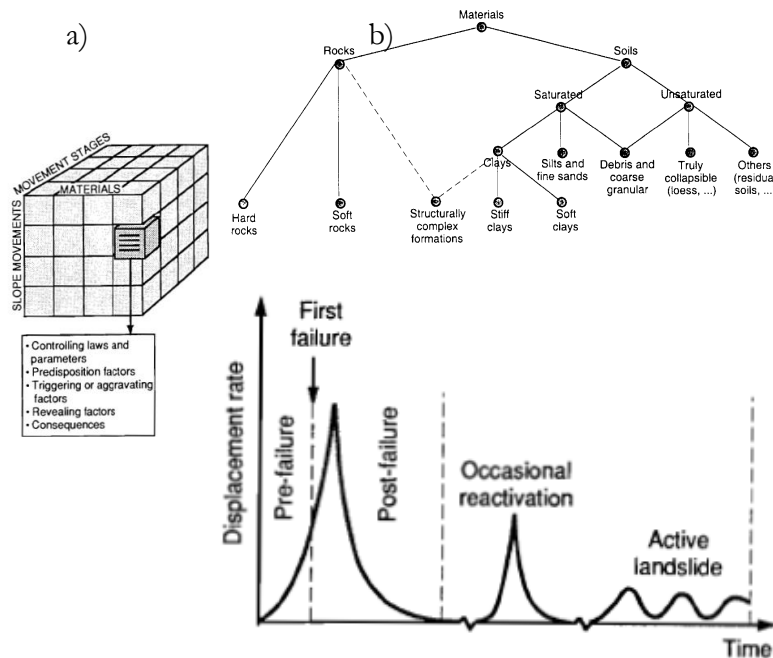 a)
MOVEMENT STAGES
MATERIALS
SLOPE MOVEMENTS
• Controlling laws and
parameters
• Predisposition factors
• Triggering or aggravating
factors
• Revealing factors
• Consequences
b)
Materials
Rocks
Soils
Saturated
Unsaturated
Clays
Silts and
fine sands
Debris and
coarse
granular
Truly
collapsible
(loess, ...)
Others
(residua
soils, ...
Hard
rocks
Soft
rocks
Structurally
complex
formations
Stiff
clays
Soft
clays
First
failure
Displacement rate
Pre-failure
Post-failure
Occasional
reactivation
Active
landslide
Time